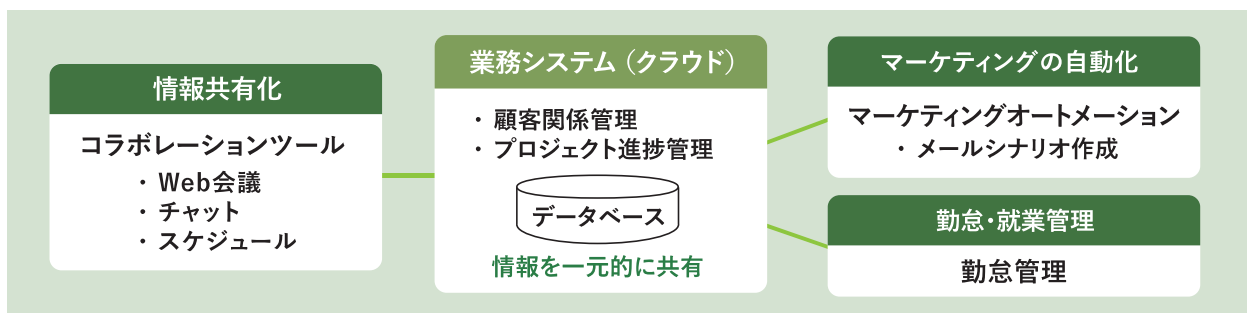 情報共有化
コラボレーションツール
・ Web会議
・ チャット
・ スケジュール
業務システム（クラウド）
・ 顧客関係管理
・ プロジェクト進捗管理
データベース
情報を一元的に共有
マーケティングの自動化
マーケティングオートメーション
・ メールシナリオ作成
勤怠・就業管理
勤怠管理